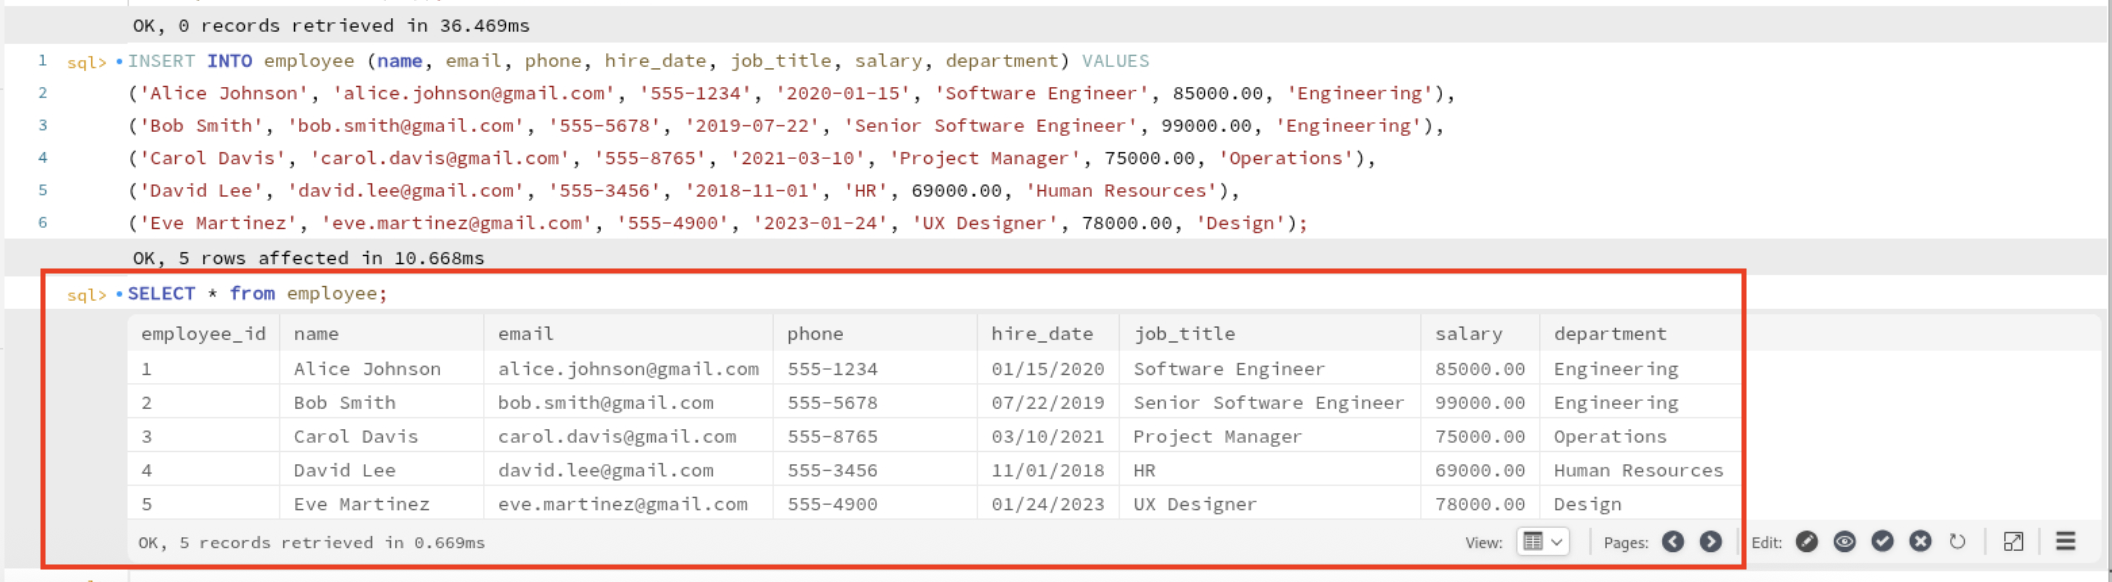 OK, 0 records retrieved in 36.469ms
1 sql> INSERT INTO employee (name, email, phone, hire_date, job_title, salary, department) VALUES
2 ('Alice Johnson', 'alice.johnson@gmail.com', '555-1234', '2020-01-15', 'Software Engineer', 85000.00, 'Engineering'),
3 ('Bob Smith', 'bob.smith@gmail.com', '555-5678', '2019-07-22', 'Senior Software Engineer', 99000.00, 'Engineering'),
4 ('Carol Davis', 'carol.davis@gmail.com', '555-8765', '2021-03-10', 'Project Manager', 75000.00, 'Operations'),
5 ('David Lee', 'david.lee@gmail.com', '555-3456', '2018-11-01', 'HR', 69000.00, 'Human Resources'),
6 ('Eve Martinez', 'eve.martinez@gmail.com', '555-4900', '2023-01-24', 'UX Designer', 78000.00, 'Design');
OK, 5 rows affected in 10.668ms
sql> SELECT * from employee;
employee_id name email phone hire_date job_title salary department
1 Alice Johnson alice.johnson@gmail.com 555-1234 01/15/2020 Software Engineer 85000.00 Engineering
2 Bob Smith bob.smith@gmail.com 555-5678 07/22/2019 Senior Software Engineer 99000.00 Engineering
3 Carol Davis carol.davis@gmail.com 555-8765 03/10/2021 Project Manager 75000.00 Operations
4 David Lee david.lee@gmail.com 555-3456 11/01/2018 HR 69000.00 Human Resources
5 Eve Martinez eve.martinez@gmail.com 555-4900 01/24/2023 UX Designer 78000.00 Design
OK, 5 records retrieved in 0.669ms View: Pages: Edit: